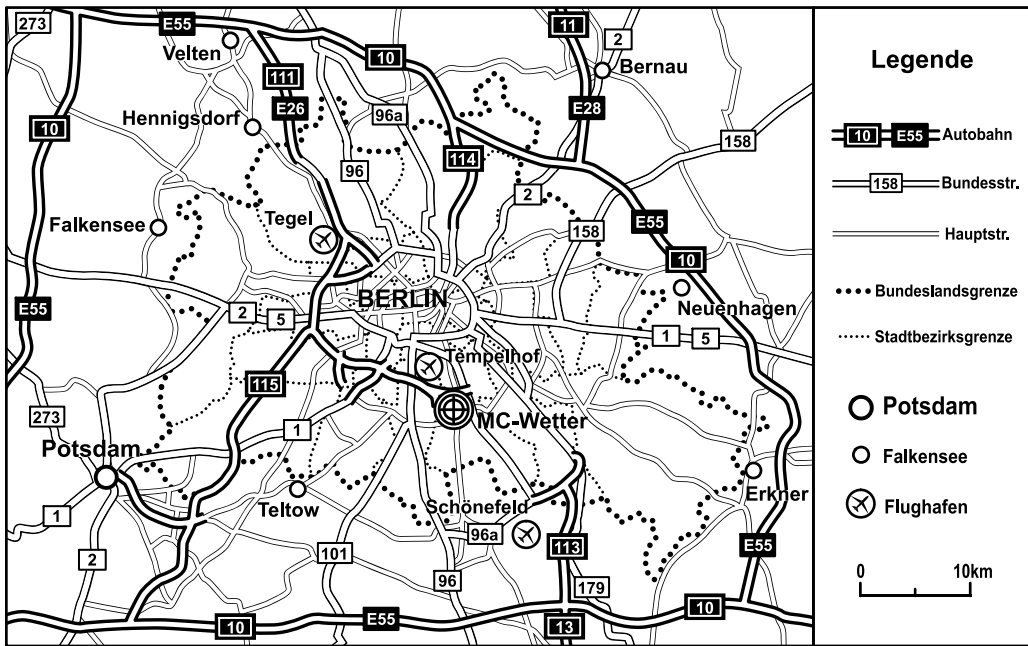 273
E55
Velten
10
11
2
Bernau
111
E26
96a
E28
10
Hennigsdorf
158
96
114
2
Falkensee
Tegel
158
E55
10
BERLIN
Neuenhagen
E55
2
5
1
5
Tempelhof
115
273
1
MC-Wetter
Potsdam
Erkner
Teltow
Schönefeld
1
96a
2
101
113
E55
96
179
10
E55
13
10
Legende
10 E55 Autobahn
158 Bundesstr.
Hauptstr.
Bundeslandsgrenze
Stadtbezirksgrenze
Potsdam
Falkensee
Flughafen
0 10km